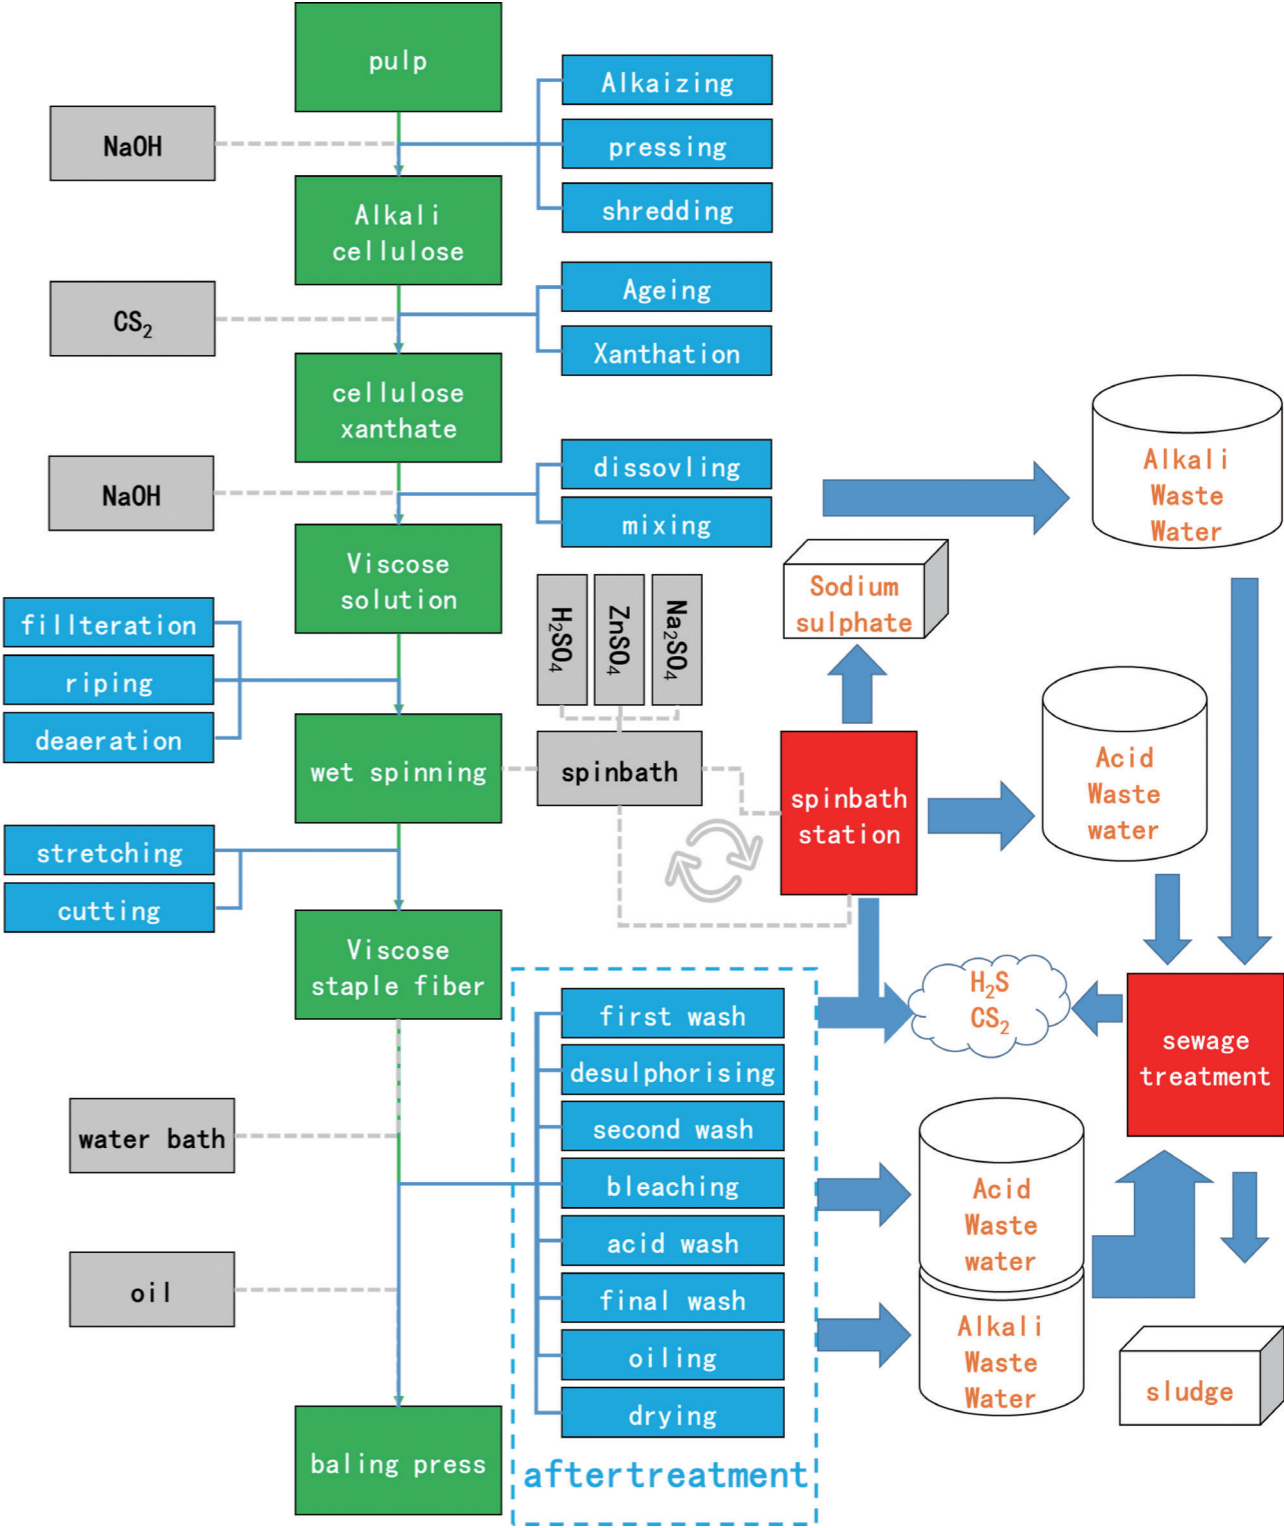 pulp
Alkaizing
NaOH
pressing
shredding
Alkali
cellulose
Ageing
CS₂
Xanthation
cellulose
xanthate
dissovling
NaOH
mixing
Alkali
Waste
Water
Viscose
solution
Sodium
sulphate
H₂SO₄
ZnSO₄
Na₂SO₄
fillteration
riping
deaeration
wet spinning
spinbath
spinbath
station
Acid
Waste
water
stretching
cutting
Viscose
staple fiber
first wash
H₂S
CS₂
sewage
treatment
desulphorising
second wash
water bath
bleaching
acid wash
Acid
Waste
water
oil
final wash
oiling
Alkali
Waste
Water
drying
sludge
baling press
aftertreatment